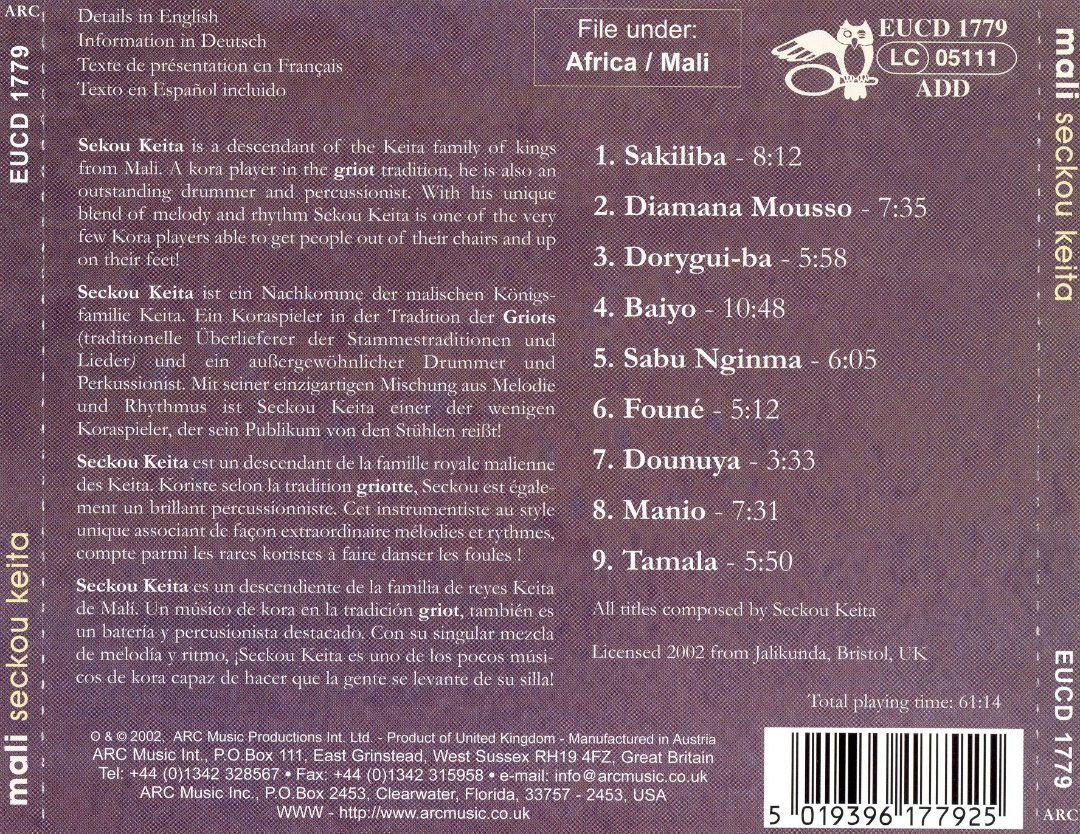 ARC
EUCD 1779
mali seckou keita
Details in English
Information in Deutsch
Texte de présentation en Français
Texto en Español incluido
File under:
Africa / Mali
EUCD 1779
LC 05111
ADD
Sekou Keita is a descendant of the Keita family of kings
from Mali. A kora player in the griot tradition, he is also an
outstanding drummer and percussionist. With his unique
blend of melody and rhythm Sekou Keita is one of the very
few Kora players able to get people out of their chairs and up
on their feet!
Seckou Keita ist ein Nachkomme der malischen Königs-
familie Keita. Ein Koraspieler in der Tradition der Griots
(traditionelle Überlieferer der Stammestraditionen und
Lieder) und ein außergewöhnlicher Drummer und
Perkussionist. Mit seiner einzigartigen Mischung aus Melodie
und Rhythmus ist Seckou Keita einer der wenigen
Koraspieler, der sein Publikum von den Stühlen reißt!
Seckou Keita est un descendant de la famille royale malienne
des Keita. Koriste selon la tradition griotte, Seckou est égale-
ment un brillant percussionniste. Cet instrumentiste au style
unique associant de façon extraordinaire mélodies et rythmes,
compte parmi les rares koristes à faire danser les foules !
Seckou Keita es un descendiente de la familia de reyes Keita
de Malí. Un músico de kora en la tradición griot, también es
un batería y percusionista destacado. Con su singular mezcla
de melodía y ritmo, ¡Seckou Keita es uno de los pocos músi-
cos de kora capaz de hacer que la gente se levante de su silla!
1. Sakiliba - 8:12
2. Diamana Mousso - 7:35
3. Dorygui-ba - 5:58
4. Baiyo - 10:48
5. Sabu Nginma - 6:05
6. Founé - 5:12
7. Dounuya - 3:33
8. Manio - 7:31
9. Tamala - 5:50
All titles composed by Seckou Keita
Licensed 2002 from Jalikunda, Bristol, UK
Total playing time: 61:14
O & © 2002, ARC Music Productions Int. Ltd. - Product of United Kingdom - Manufactured in Austria
ARC Music Int., P.O.Box 111, East Grinstead, West Sussex RH19 4FZ, Great Britain
Tel: +44 (0)1342 328567 • Fax: +44 (0)1342 315958 • e-mail: info@arcmusic.co.uk
ARC Music Inc., P.O.Box 2453, Clearwater, Florida, 33757 - 2453, USA
WWW - http://www.arcmusic.co.uk
5 019396 177925
mali seckou keita
EUCD 1779
ARC